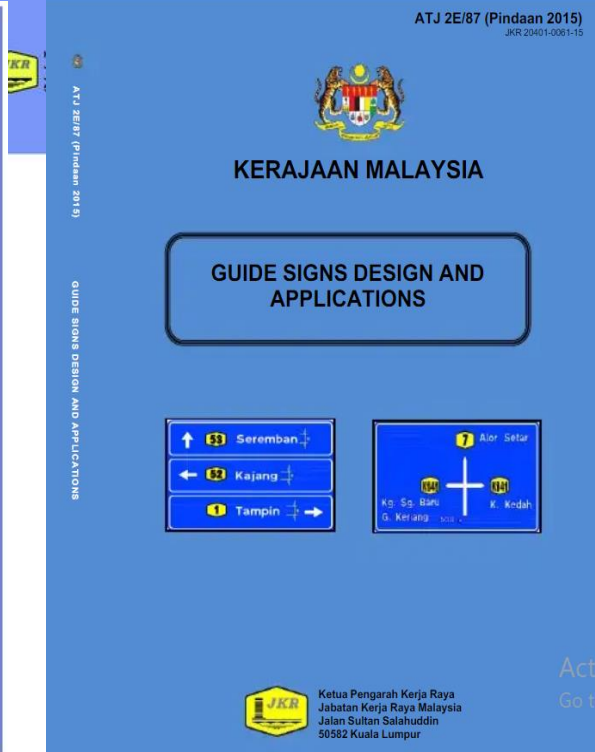 ATJ 2E/87 (Pindaan 2015)
JKR 20401-0061-15
KERAJAAN MALAYSIA
GUIDE SIGNS DESIGN AND
APPLICATIONS
53 Seremban
52 Kajang
1 Tampin
7 Alor Setar
Kg. Sg. Baru
K. Kedah
G. Keriang
JKR
Ketua Pengarah Kerja Raya
Jabatan Kerja Raya Malaysia
Jalan Sultan Salahuddin
50582 Kuala Lumpur
ATJ 2E/87 (Pindaan 2015)
GUIDE SIGNS DESIGN AND APPLICATIONS